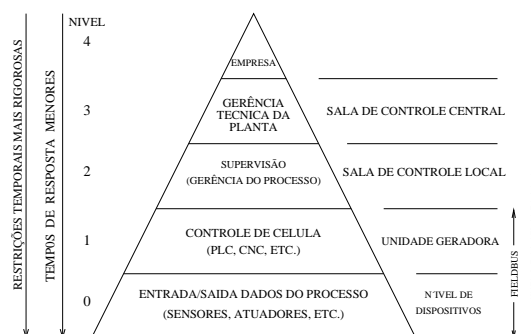 RESTRIÇÕES TEMPORAIS MAIS RIGOROSAS
TEMPOS DE RESPOSTA MENORES
NIVEL
4
EMPRESA
3
GERÊNCIA
TECNICA DA
PLANTA
SALA DE CONTROLE CENTRAL
2
SUPERVISÃO
(GERÊNCIA DO PROCESSO)
SALA DE CONTROLE LOCAL
1
CONTROLE DE CELULA
(PLC, CNC, ETC.)
UNIDADE GERADORA
0
ENTRADA/SAIDA DADOS DO PROCESSO
(SENSORES, ATUADORES, ETC.)
N´IVEL DE
DISPOSITIVOS
FIELDBUS